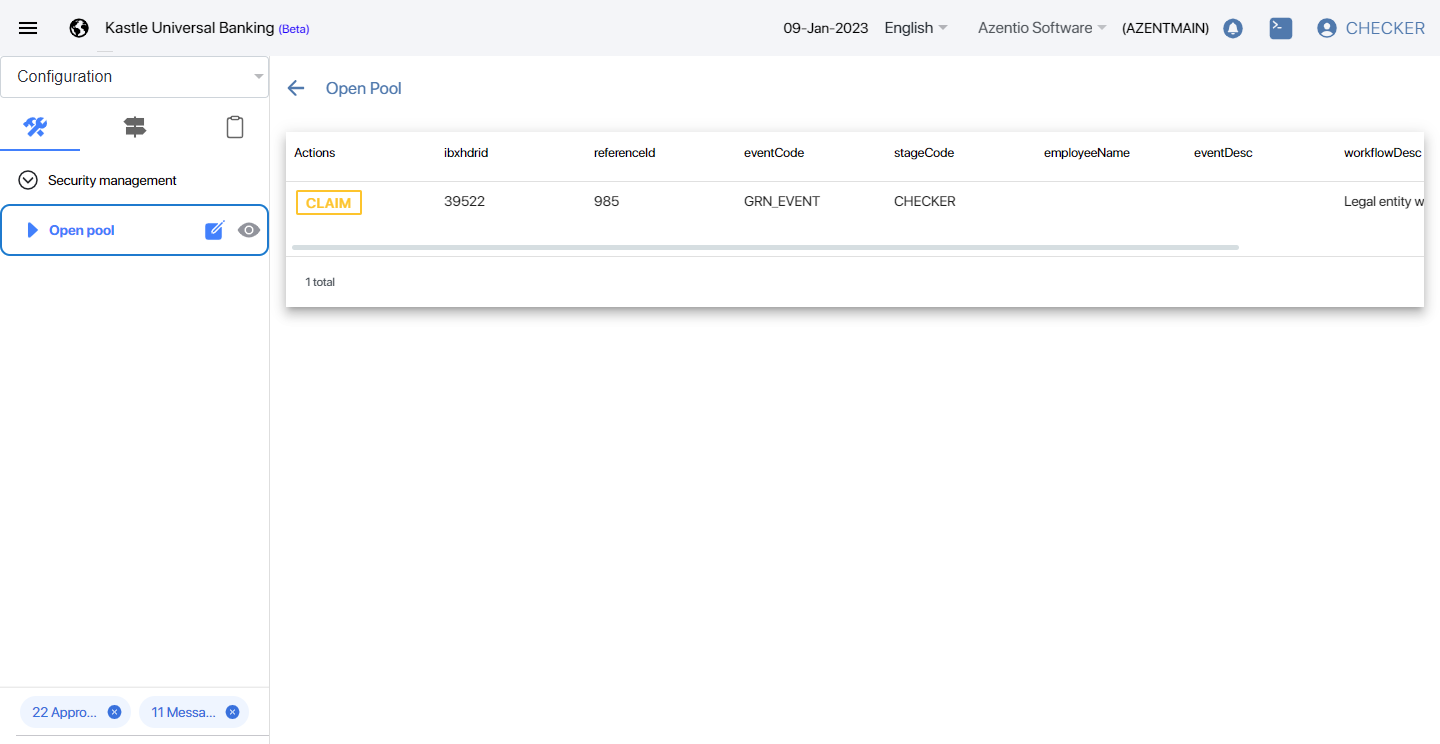 Kastle Universal Banking (Beta)
09-Jan-2023 English Azentio Software (AZENTMAIN) CHECKER
Configuration
Security management
Open pool
22 Appro... 11 Messa...
Open Pool
Actions ibxhdrid referenceId eventCode stageCode employeeName eventDesc workflowDesc
CLAIM 39522 985 GRN_EVENT CHECKER Legal entity w
1 total